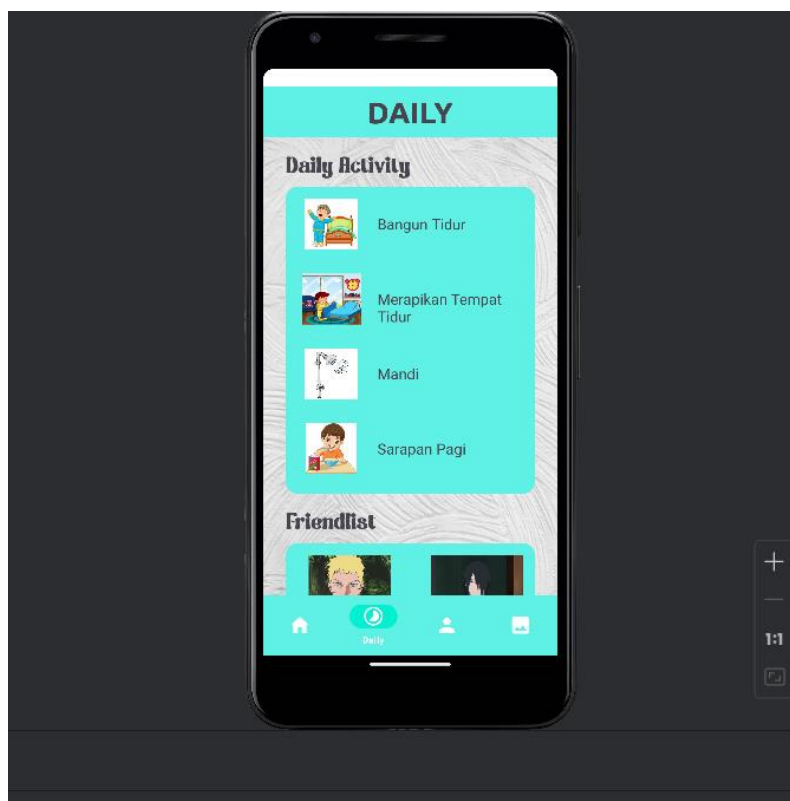 DAILY
Daily Activity
Bangun Tidur
Merapikan Tempat
Tidur
Mandi
Sarapan Pagi
Friendlist
Daily
1:1